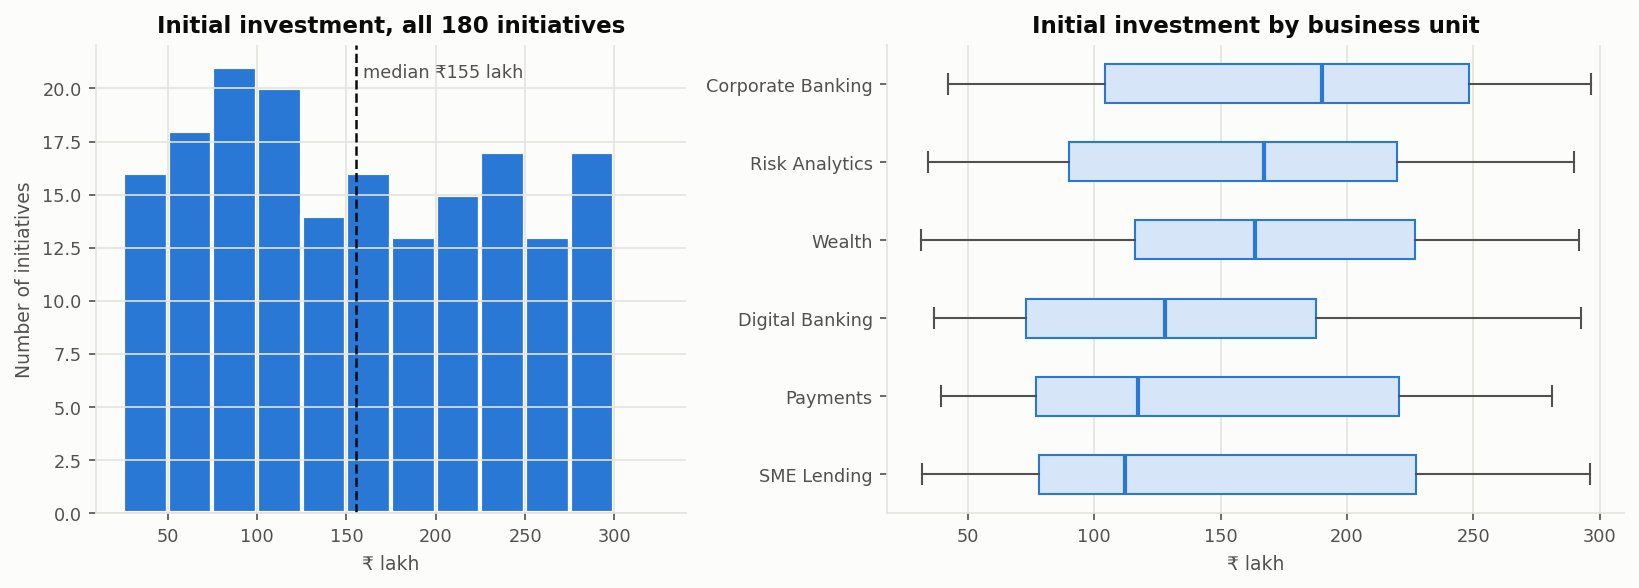 Initial investment, all 180 initiatives
median ₹155 lakh
Number of initiatives
20.0
17.5
15.0
12.5
10.0
7.5
5.0
2.5
0.0
50 100 150 200 250 300
₹ lakh
Initial investment by business unit
Corporate Banking
Risk Analytics
Wealth
Digital Banking
Payments
SME Lending
50 100 150 200 250 300
₹ lakh